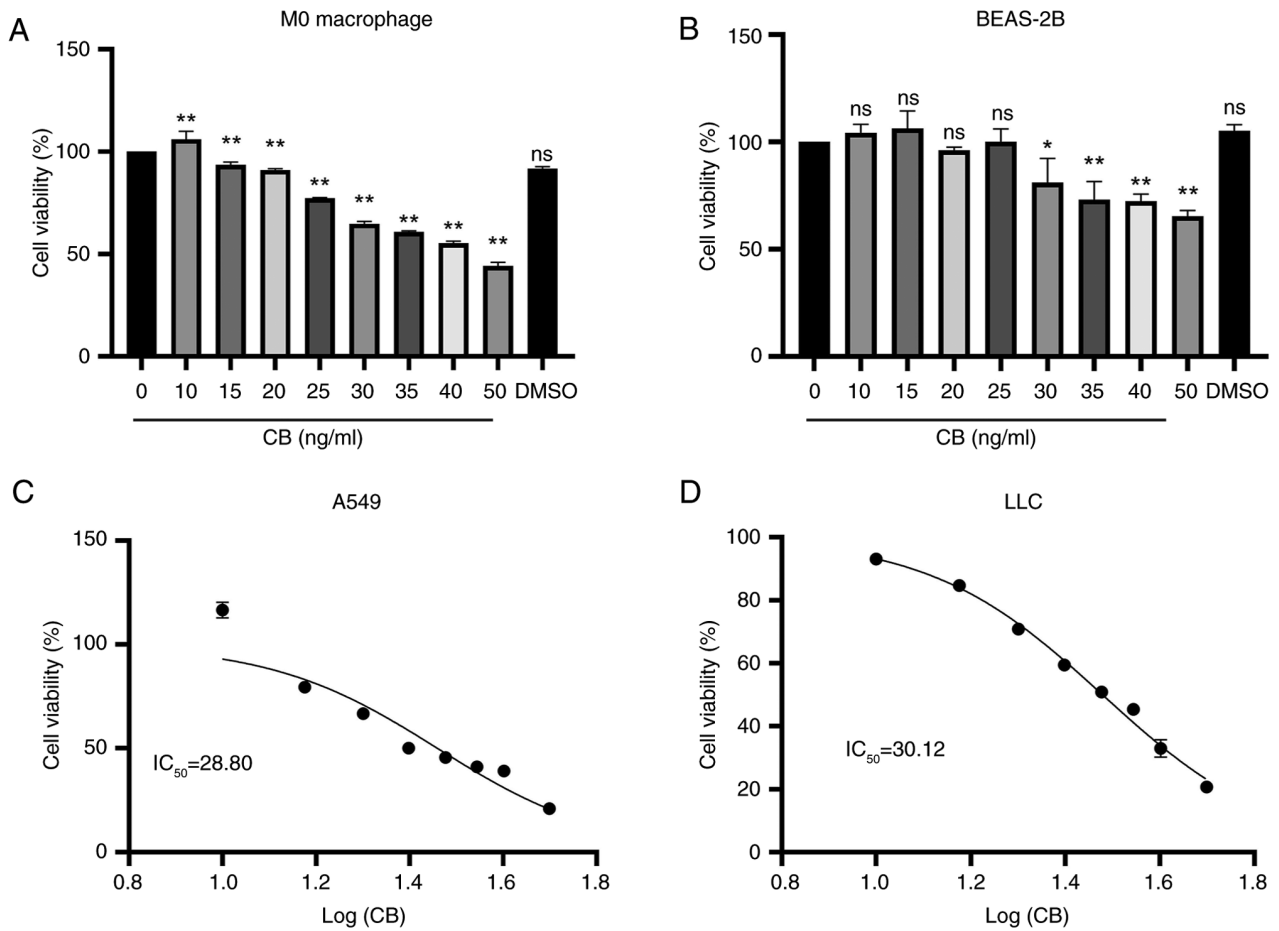 A
M0 macrophage
Cell viability (%)
150
100
50
0
**
**
**
**
**
**
**
**
ns
0 10 15 20 25 30 35 40 50 DMSO
CB (ng/ml)
B
BEAS-2B
Cell viability (%)
150
100
50
0
ns
ns
ns
ns
*
**
**
**
ns
0 10 15 20 25 30 35 40 50 DMSO
CB (ng/ml)
C
A549
Cell viability (%)
150
100
50
0
IC50=28.80
0.8 1.0 1.2 1.4 1.6 1.8
Log (CB)
D
LLC
Cell viability (%)
100
80
60
40
20
0
IC50=30.12
0.8 1.0 1.2 1.4 1.6 1.8
Log (CB)